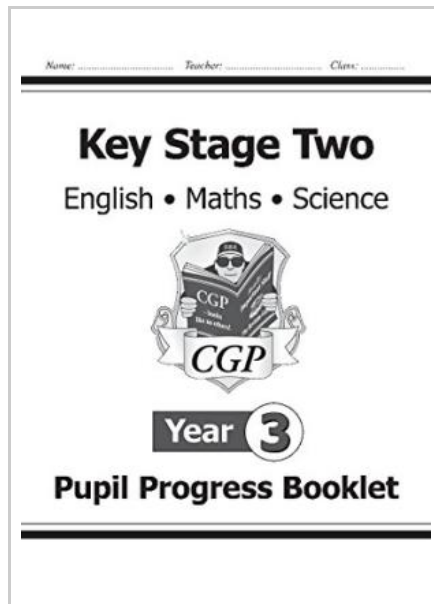 Name: ................................ Teacher: ................................ Class: ...............
Key Stage Two
English • Maths • Science
CGP
CGP
Year 3
Pupil Progress Booklet